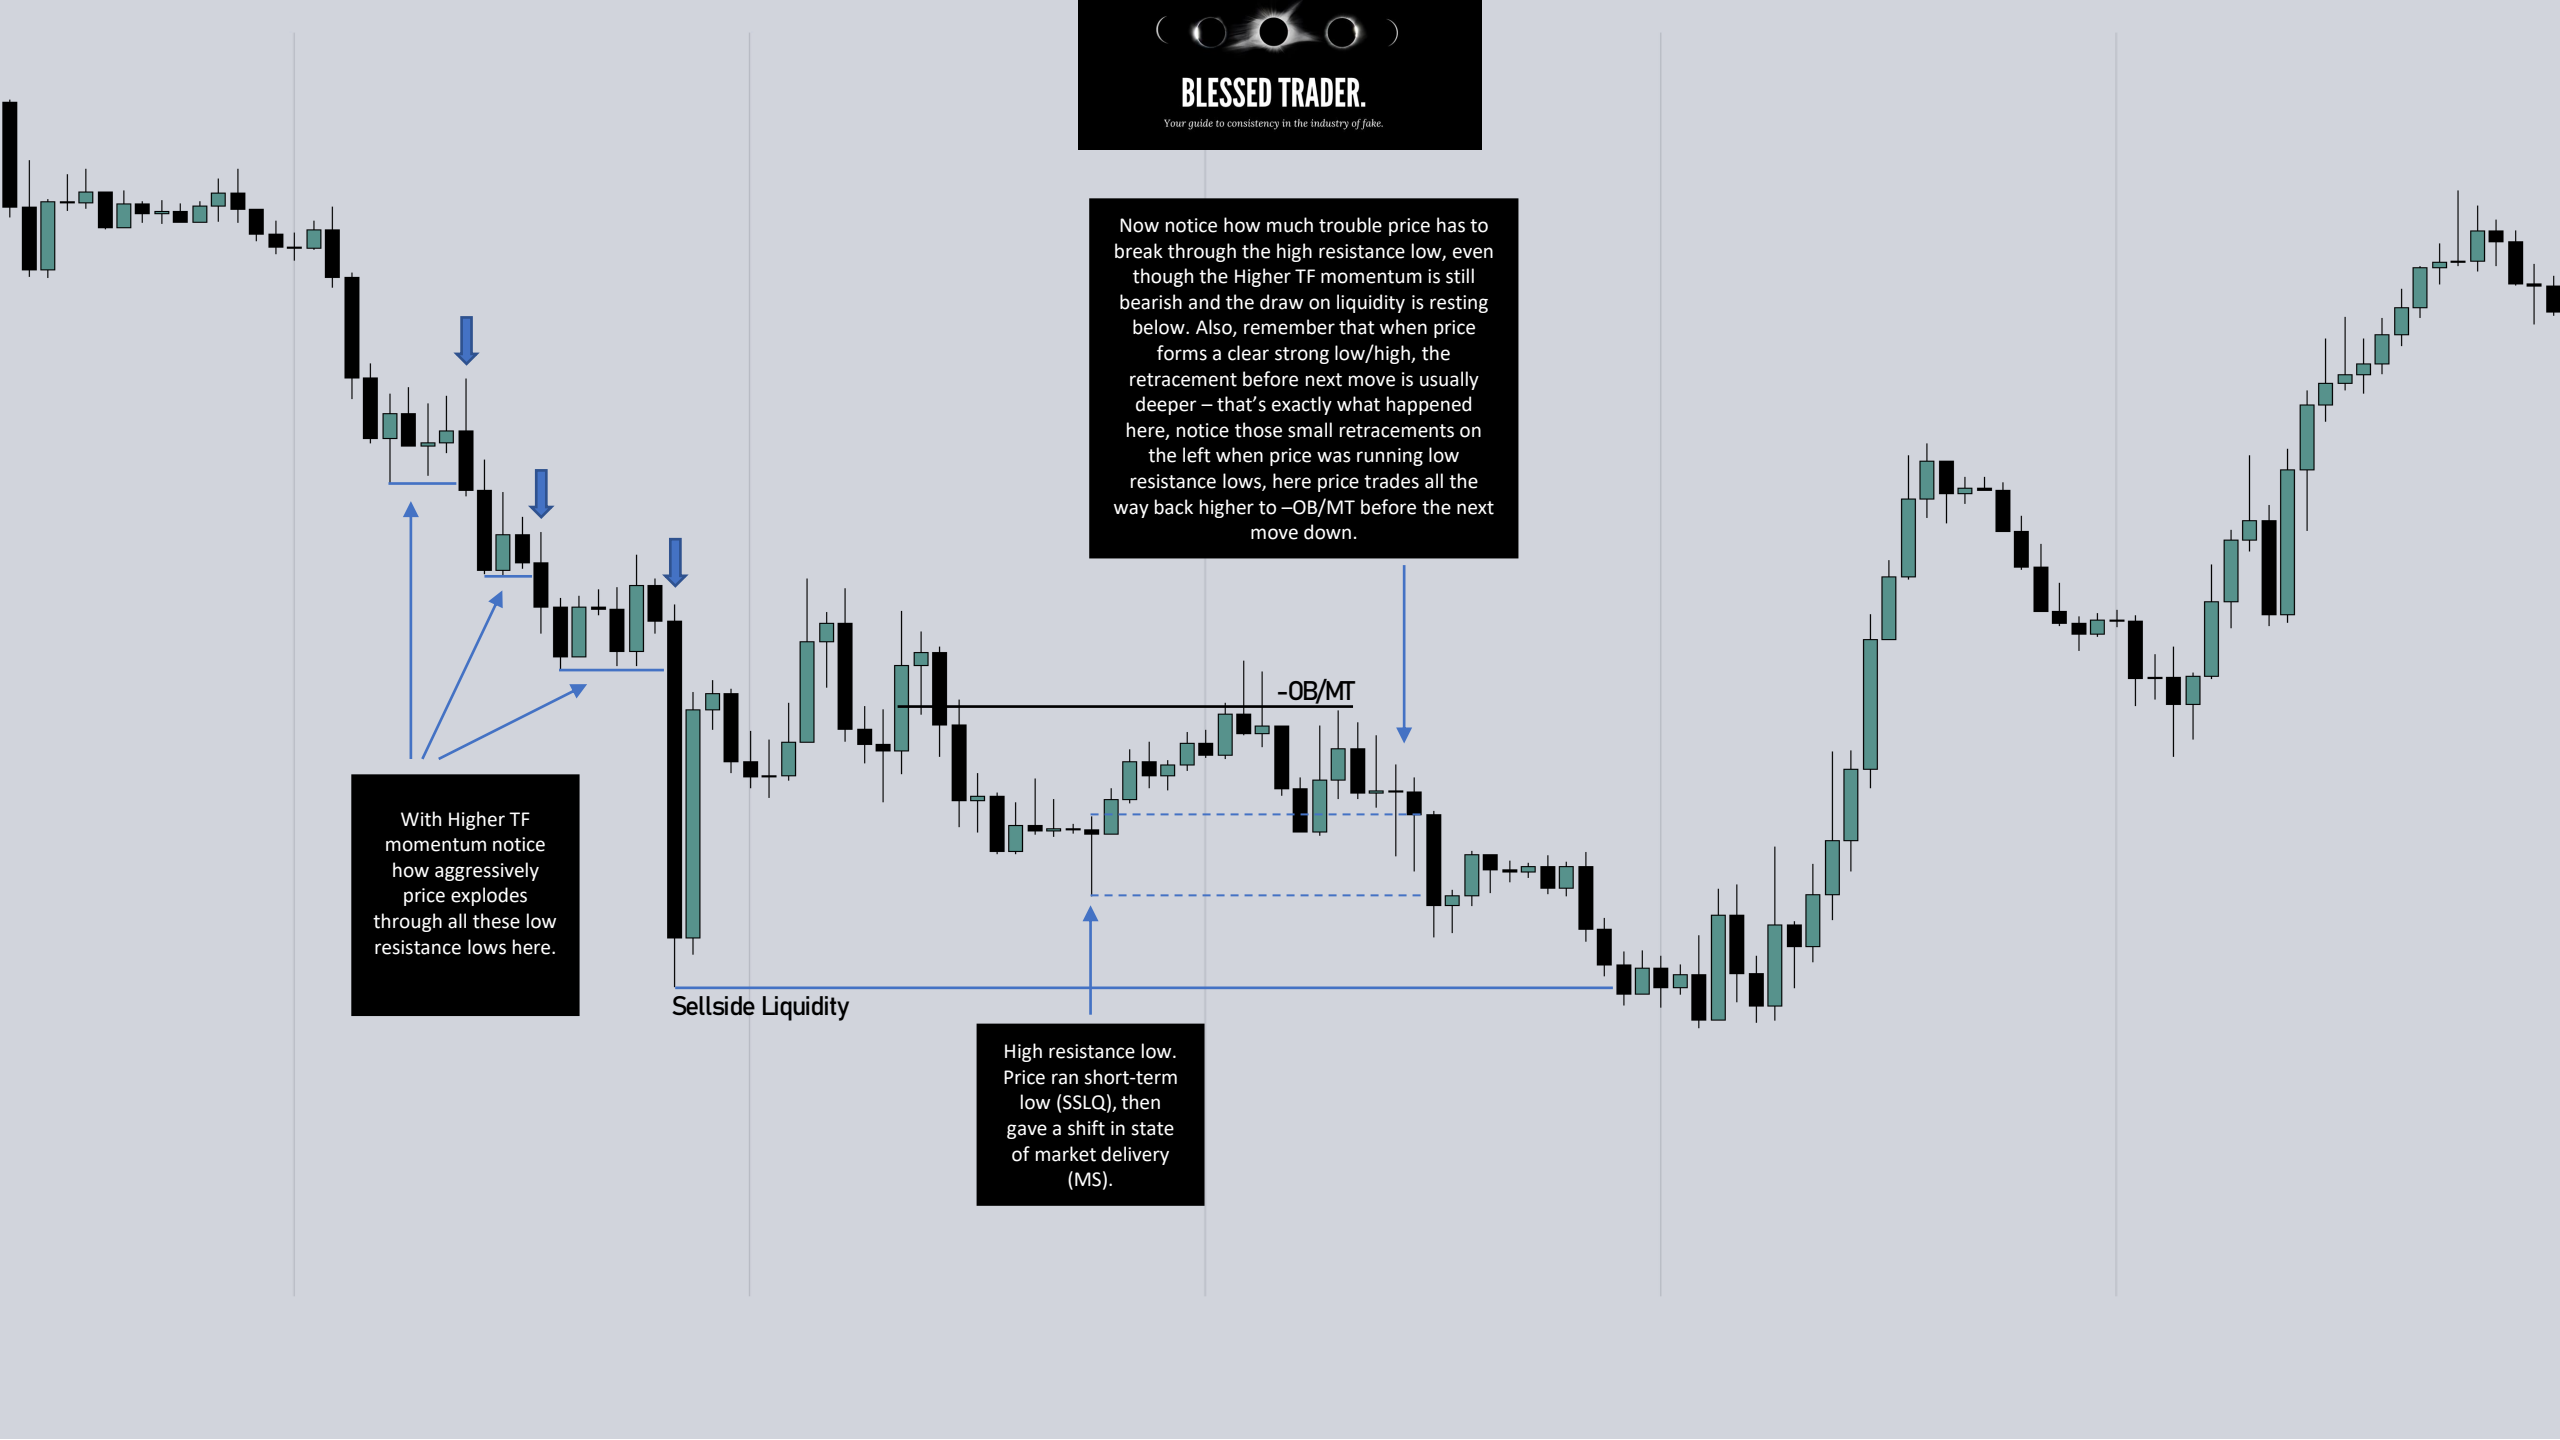 BLESSED TRADER.
Your guide to consistency in the industry of fake.
Now notice how much trouble price has to
break through the high resistance low, even
though the Higher TF momentum is still
bearish and the draw on liquidity is resting
below. Also, remember that when price
forms a clear strong low/high, the
retracement before next move is usually
deeper – that’s exactly what happened
here, notice those small retracements on
the left when price was running low
resistance lows, here price trades all the
way back higher to –OB/MT before the next
move down.
-OB/MT
With Higher TF
momentum notice
how aggressively
price explodes
through all these low
resistance lows here.
Sellside Liquidity
High resistance low.
Price ran short-term
low (SSLQ), then
gave a shift in state
of market delivery
(MS).